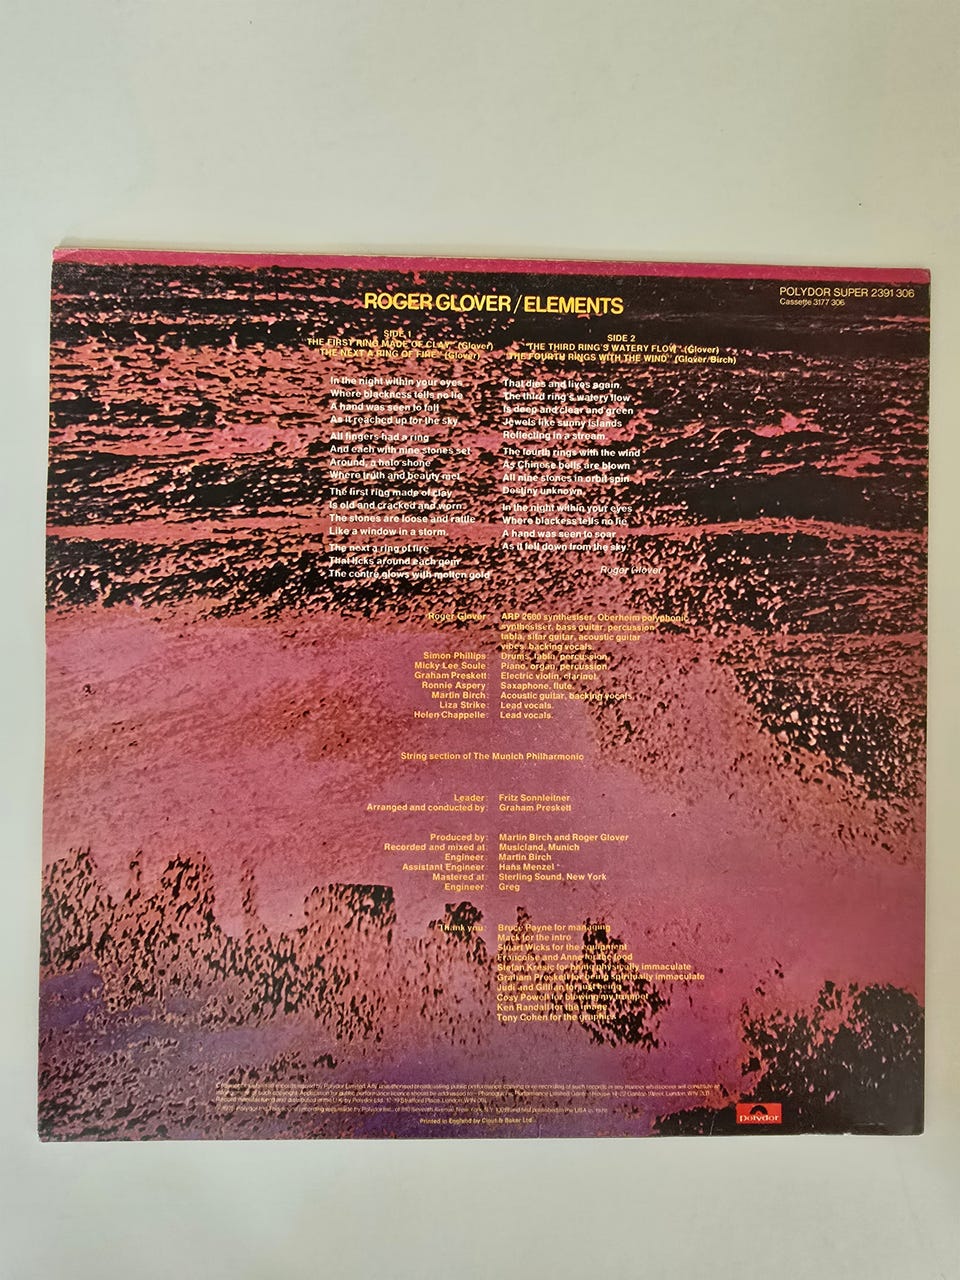 POLYDOR SUPER 2391 306
Cassette 3177 306
ROGER GLOVER / ELEMENTS
SIDE 1
"THE FIRST RING MADE OF CLAY" (Glover)
"THE NEXT A RING OF FIRE" (Glover)
SIDE 2
"THE THIRD RING'S WATERY FLOW" (Glover)
"THE FOURTH RINGS WITH THE WIND" (Glover/Birch)
In the night within your eyes
Where blackness tells no lie
A hand was seen to fall
As it reached up for the sky.
All fingers had a ring
And each with nine stones set
Around, a halo shone
Where truth and beauty met
The first ring made of clay
Is old and cracked and worn
The stones are loose and rattle
Like a window in a storm.
The next a ring of fire
That licks around each gem
The centre glows with molten gold
That dies and lives again.
The third ring's watery flow
Is deep and clear and green
Jewels like sunny islands
Reflecting in a stream.
The fourth rings with the wind
As Chinese bells are blown
All nine stones in orbit spin
Destiny unknown.
In the night within your eyes
Where blackess tells no lie
A hand was seen to soar
As it fell down from the sky.
Roger Glover
Roger Glover: ARP 2600 synthesiser, Oberheim polyphonic
synthesiser, bass guitar, percussion
tabla, sitar guitar, acoustic guitar
vibes, backing vocals.
Simon Phillips: Drums, tabla, percussion.
Micky Lee Soule: Piano, organ, percussion.
Graham Preskett: Electric violin, clarinet.
Ronnie Aspery: Saxaphone, flute.
Martin Birch: Acoustic guitar, backing vocals.
Liza Strike: Lead vocals.
Helen Chappelle: Lead vocals.
String section of The Munich Philharmonic
Leader: Fritz Sonnleitner
Arranged and conducted by: Graham Preskett
Produced by: Martin Birch and Roger Glover
Recorded and mixed at: Musicland, Munich
Engineer: Martin Birch
Assistant Engineer: Hans Menzel
Mastered at: Sterling Sound, New York
Engineer: Greg
Thank you: Bruce Payne for managing
Mack for the intro
Stuart Wicks for the equipment
Francoise and Anne for the food
Stefan Kresic for being physically immaculate
Graham Preskett for being spiritually immaculate
Judi and Gillian for just being
Cosy Powell for blowing my trumpet
Ken Randall for the image
Tony Cohen for the graphics
Printed in England by Clout & Baker Ltd.
Polydor